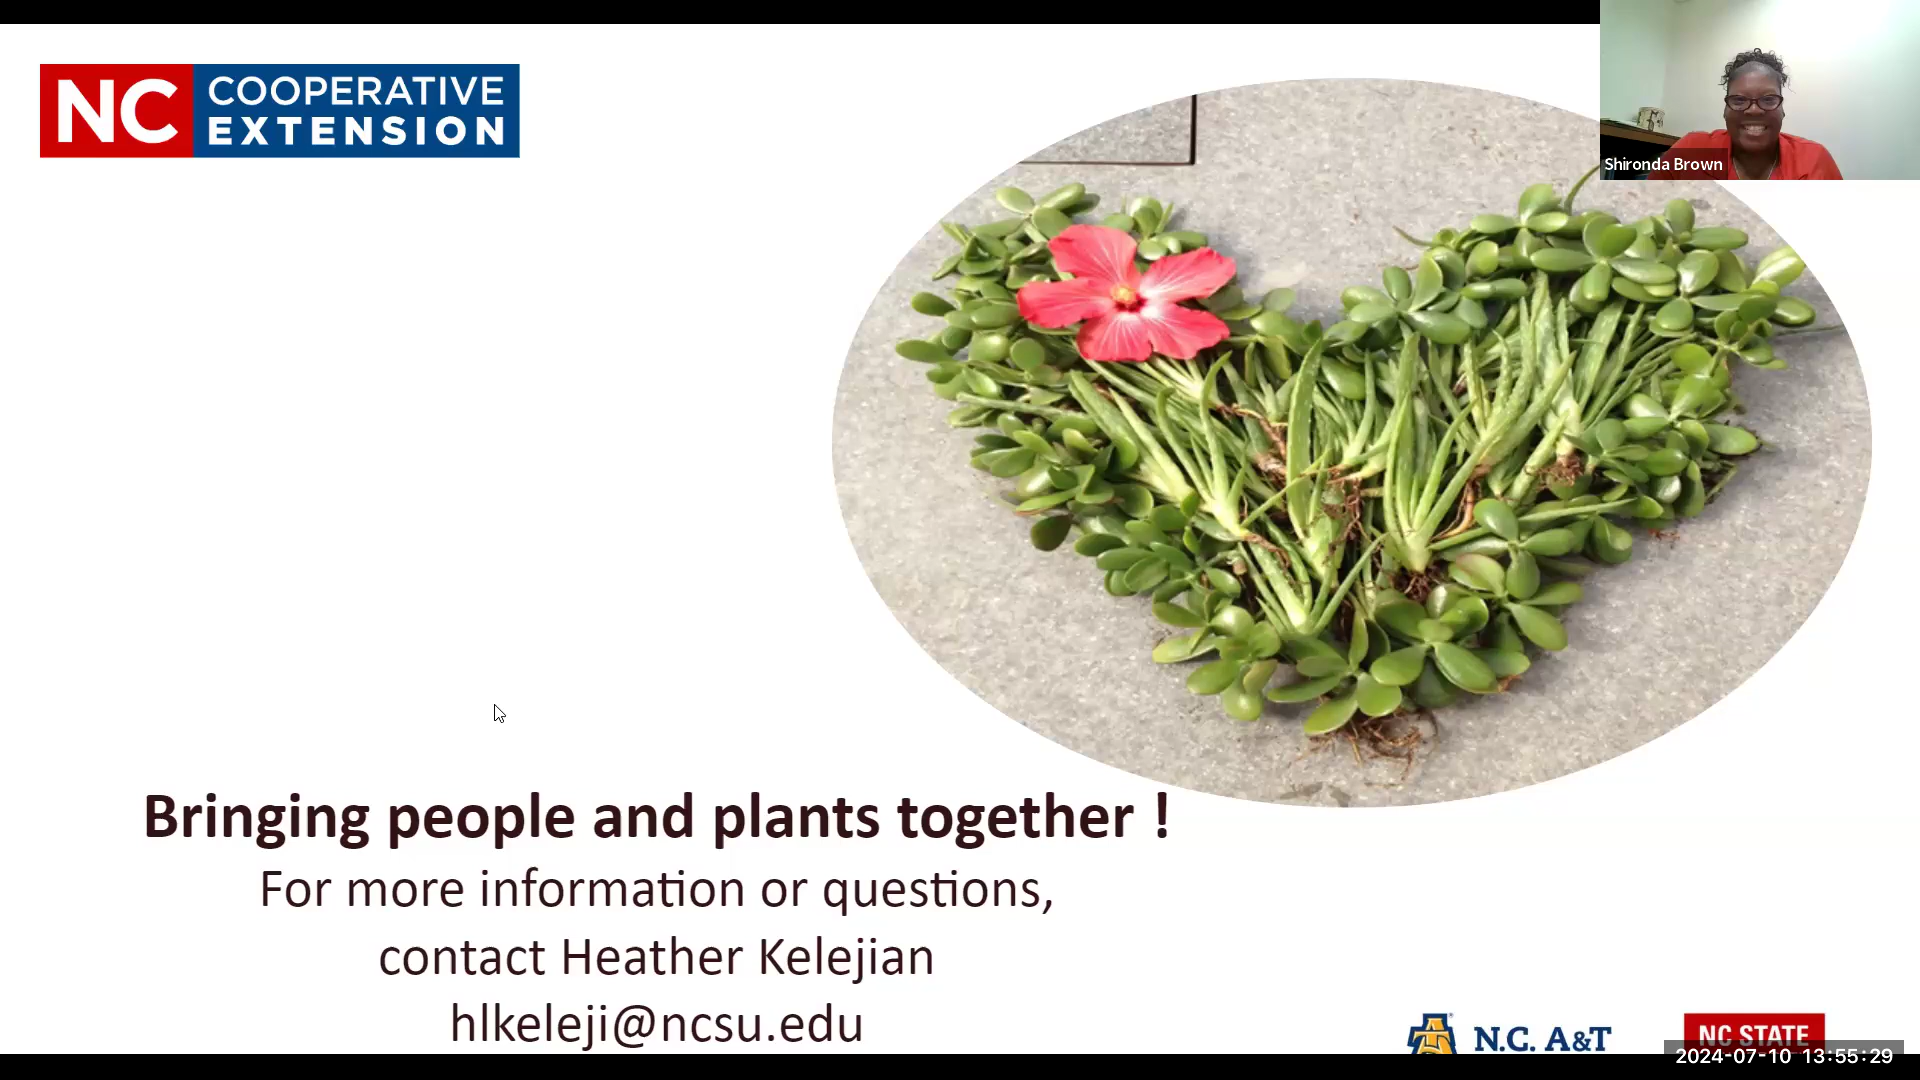 NC COOPERATIVE
EXTENSION
Shironda Brown
Bringing people and plants together !
For more information or questions,
contact Heather Kelejian
hlkeleji@ncsu.edu
N.C. A&T
NC STATE
2024-07-10 13:55:29